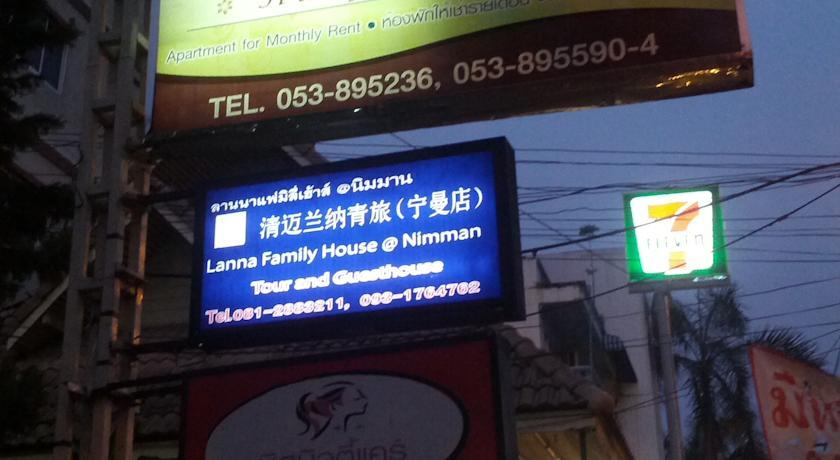 Apartment for Monthly Rent • ห้องพักให้เช่ารายเดือน
TEL. 053-895236, 053-895590-4
ลานนาแฟมิลี่เฮ้าส์ @นิมมาน
清迈兰纳青旅(宁曼店)
Lanna Family House @ Nimman
Tour and Guesthouse
Tel.081-2883211, 093-1764762
7 ELEVEn